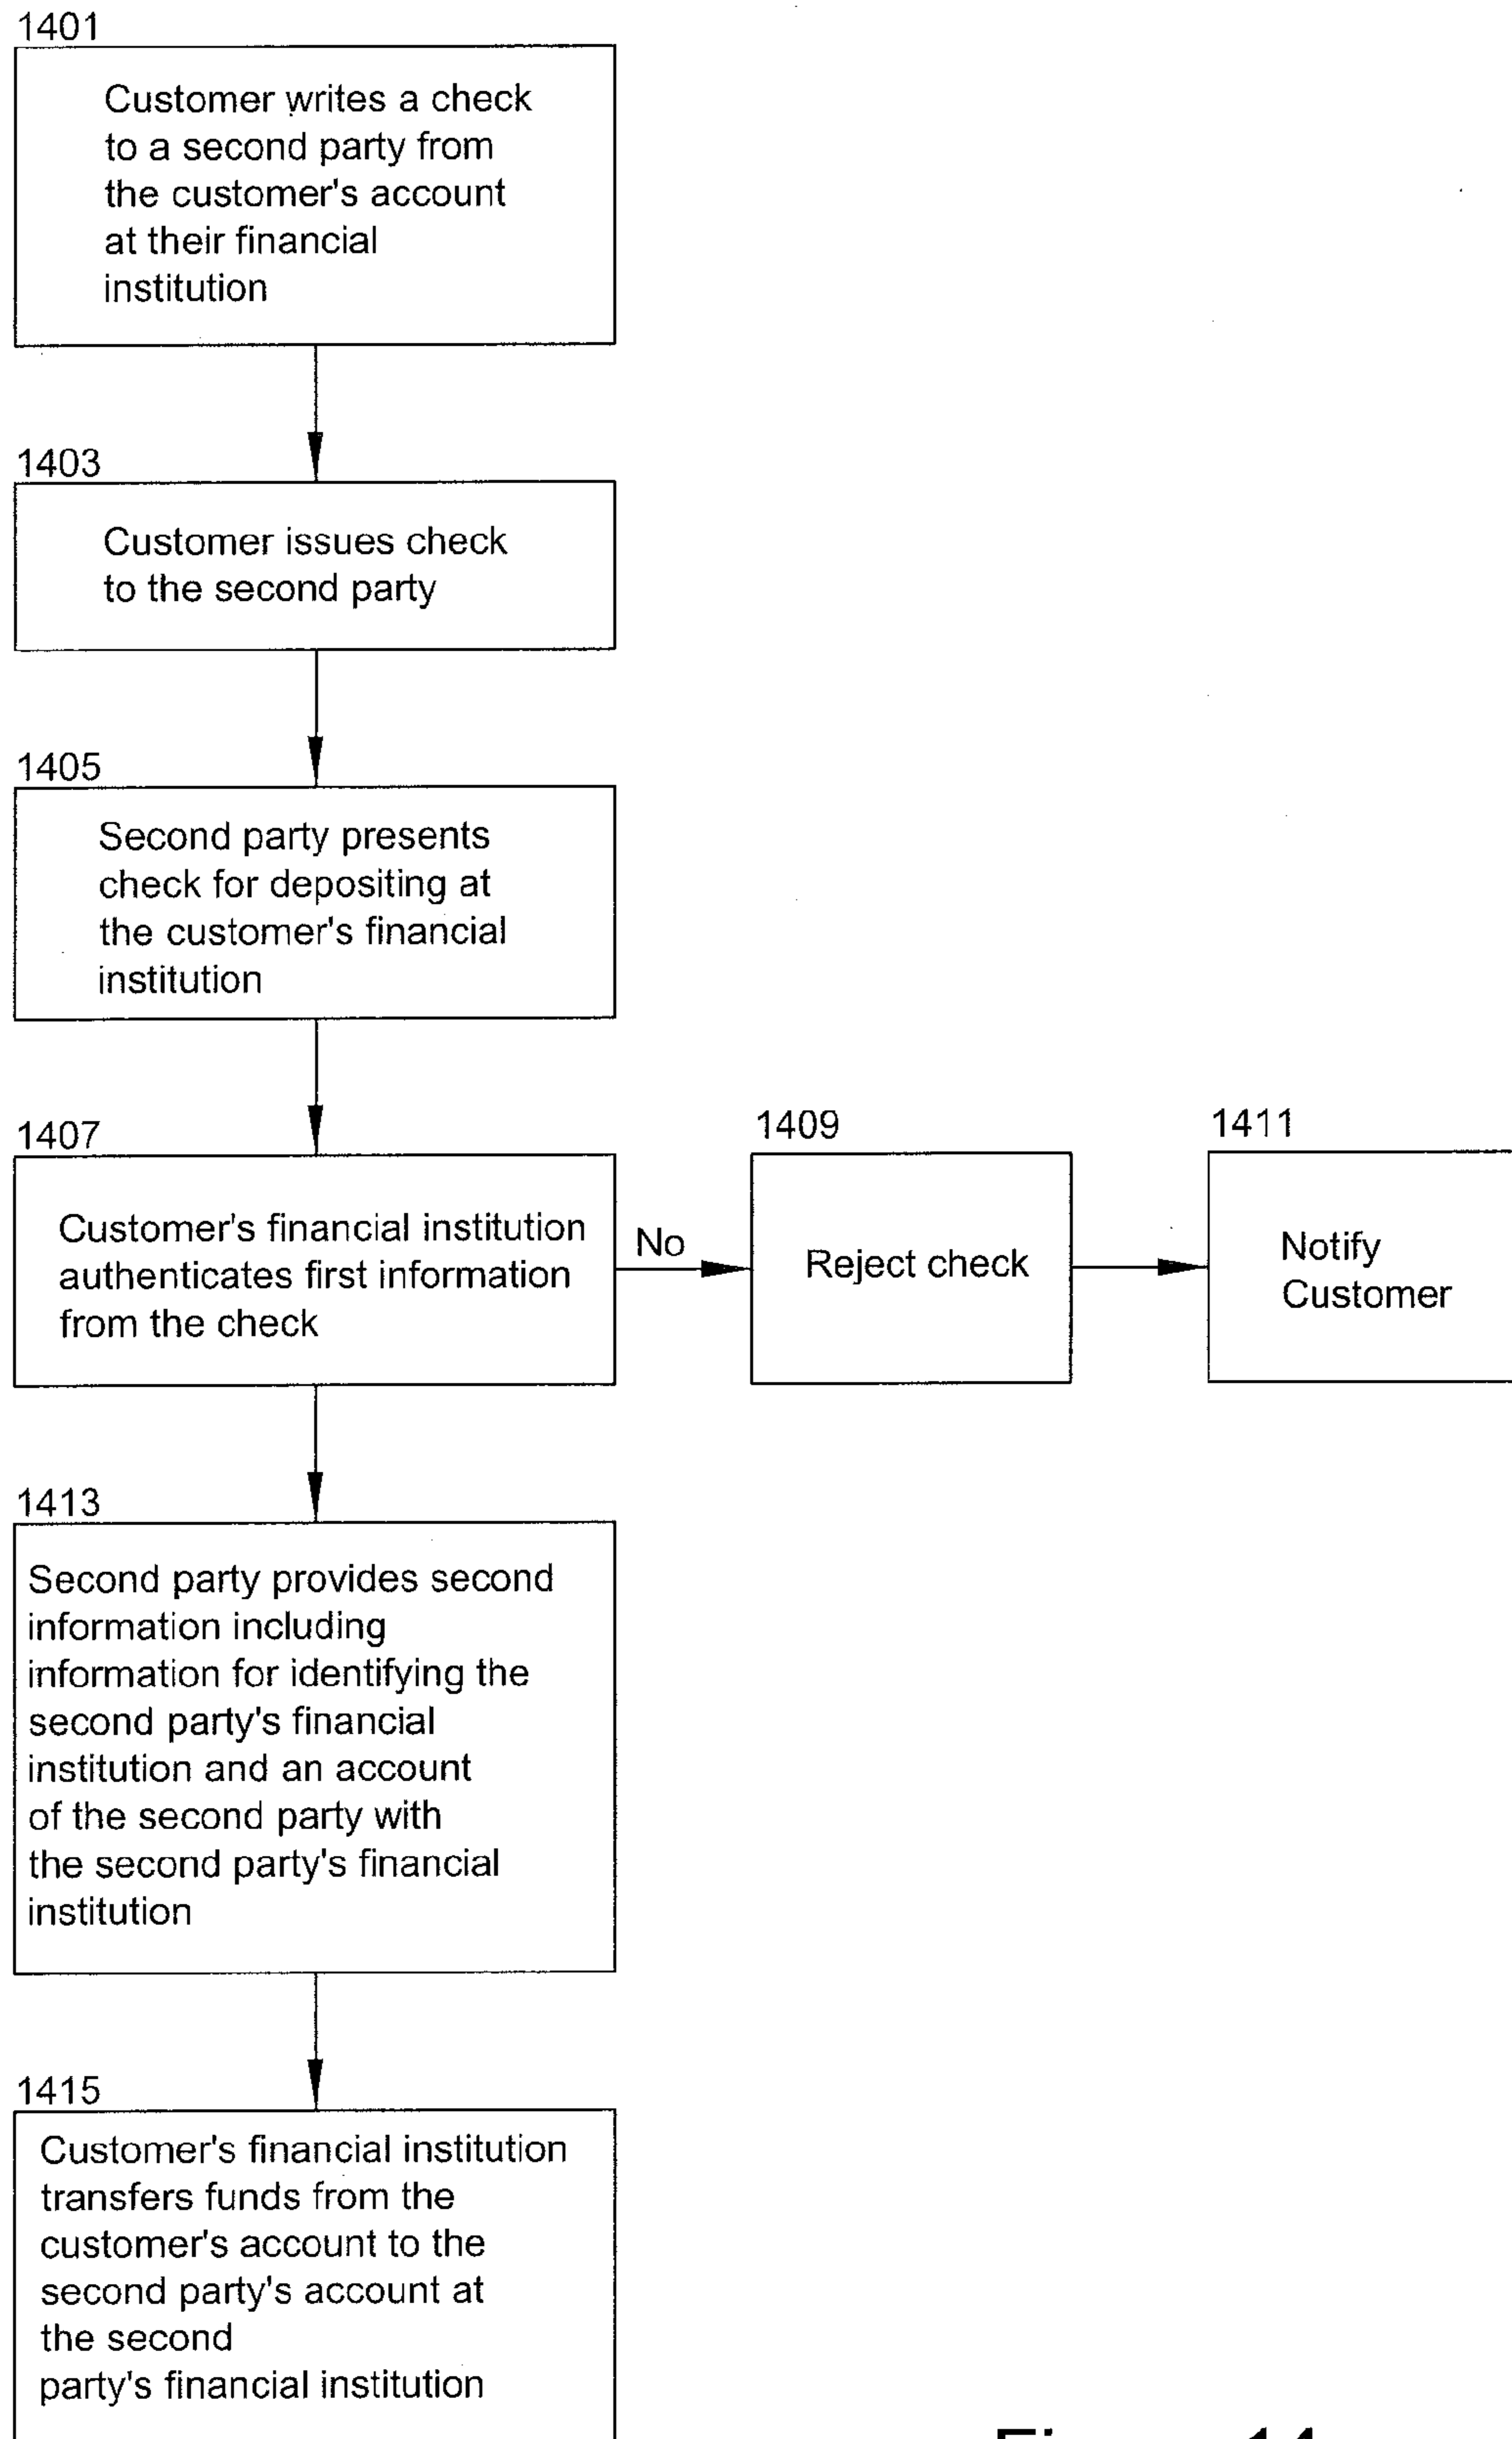 1401
Customer writes a check
to a second party from
the customer's account
at their financial
institution
1403
Customer issues check
to the second party
1405
Second party presents
check for depositing at
the customer's financial
institution
1407
Customer's financial institution
authenticates first information
from the check
No
1409
Reject check
1411
Notify
Customer
1413
Second party provides second
information including
information for identifying the
second party's financial
institution and an account
of the second party with
the second party's financial
institution
1415
Customer's financial institution
transfers funds from the
customer's account to the
second party's account at
the second
party's financial institution